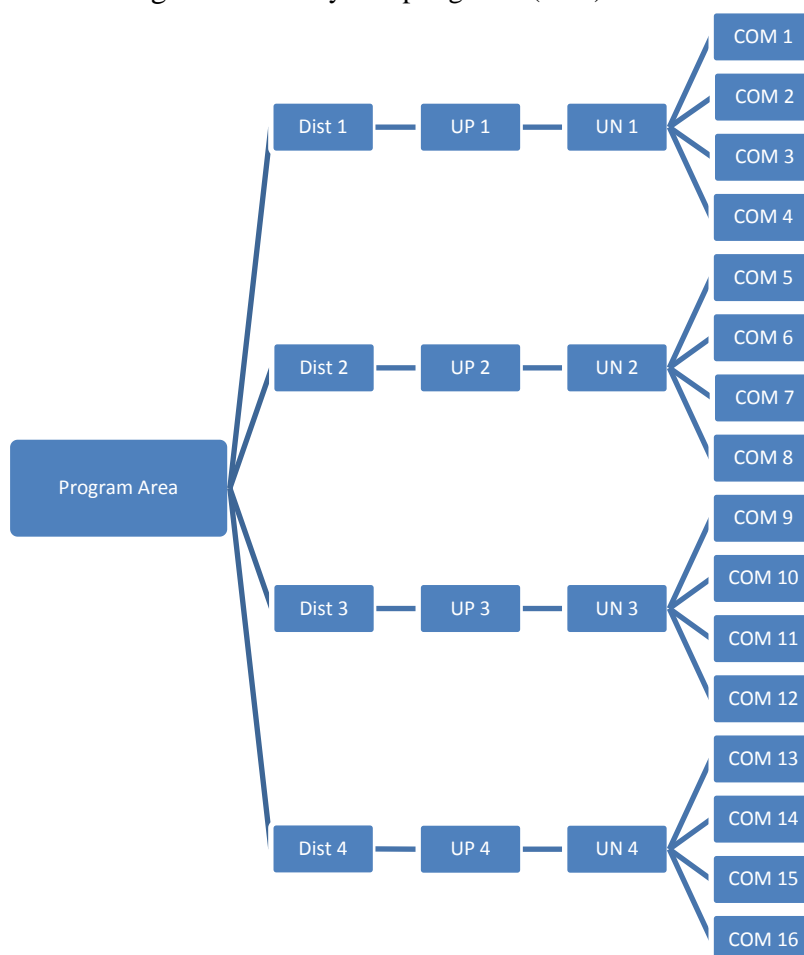 COM 1
COM 2
Dist 1 UP 1 UN 1
COM 3
COM 4
COM 5
COM 6
Dist 2 UP 2 UN 2
COM 7
COM 8
Program Area
COM 9
COM 10
Dist 3 UP 3 UN 3
COM 11
COM 12
COM 13
COM 14
Dist 4 UP 4 UN 4
COM 15
COM 16